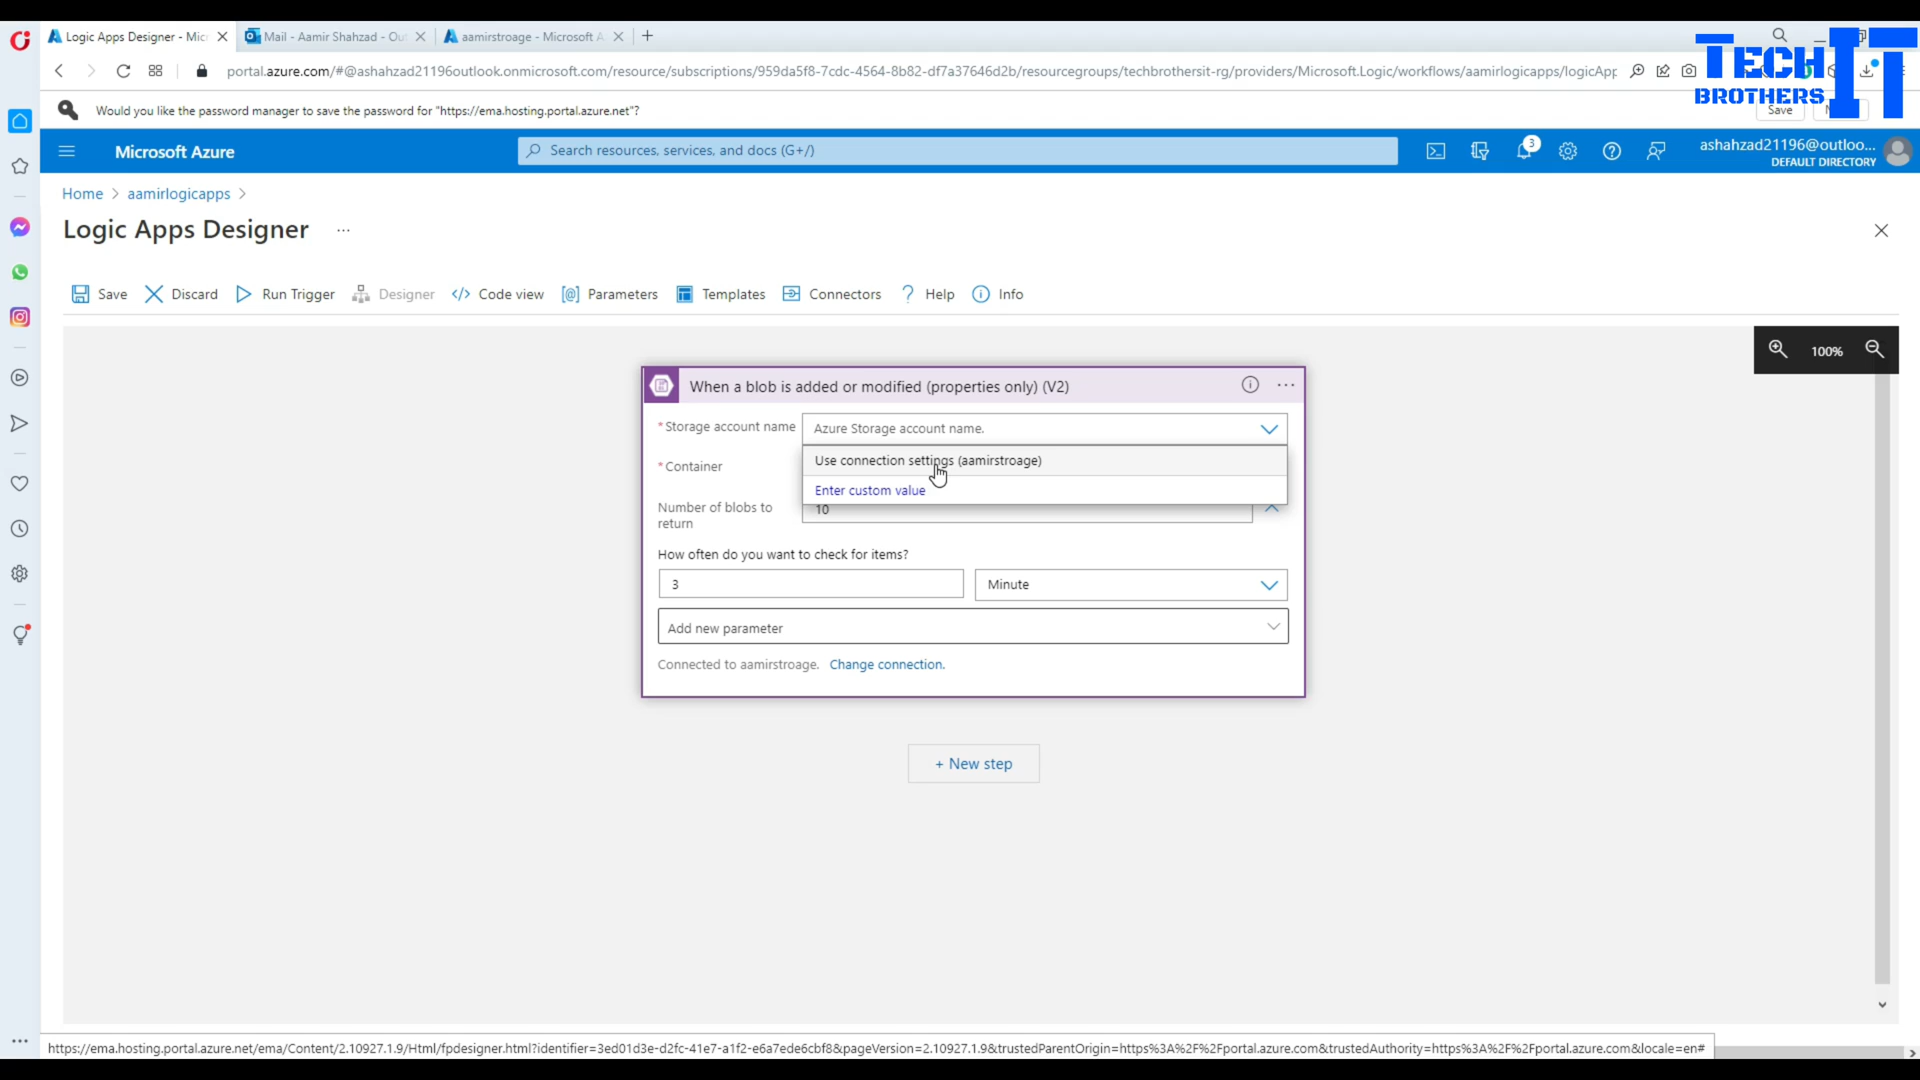 Logic Apps Designer - Mic
Mail - Aamir Shahzad - Ou
aamirstroage - Microsoft A
TECH IT
BROTHERS
portal.azure.com/#@ashahzad21196outlook.onmicrosoft.com/resource/subscriptions/959da5f8-7cdc-4564-8b82-df7a37646d2b/resourcegroups/techbrothersit-rg/providers/Microsoft.Logic/workflows/aamirlogicapps/logicApp
Would you like the password manager to save the password for "https://ema.hosting.portal.azure.net"?
Save
Microsoft Azure
Search resources, services, and docs (G+/)
3
ashahzad21196@outloo...
DEFAULT DIRECTORY
Home > aamirlogicapps >
Logic Apps Designer ...
Save
Discard
Run Trigger
Designer
Code view
Parameters
Templates
Connectors
Help
Info
100%
When a blob is added or modified (properties only) (V2)
* Storage account name
Azure Storage account name.
Use connection settings (aamirstroage)
* Container
Enter custom value
Number of blobs to return
10
How often do you want to check for items?
3
Minute
Add new parameter
Connected to aamirstroage. Change connection.
+ New step
https://ema.hosting.portal.azure.net/ema/Content/2.10927.1.9/Html/fpdesigner.html?identifier=3ed01d3e-d2fc-41e7-a1f2-e6a7ede6cbf8&pageVersion=2.10927.1.9&trustedParentOrigin=https%3A%2F%2Fportal.azure.com&trustedAuthority=https%3A%2F%2Fportal.azure.com&locale=en#